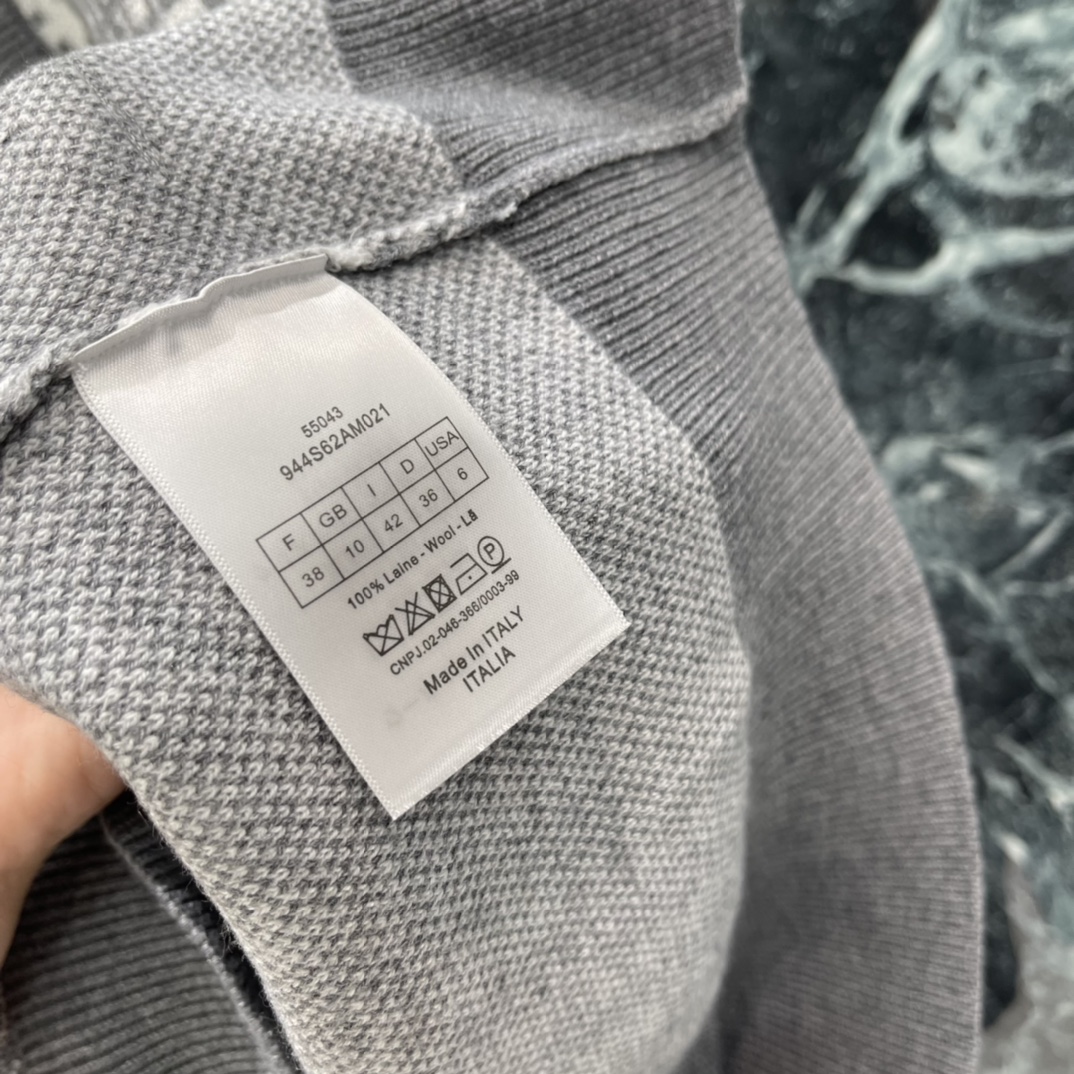 55043
944S62AM021
F GB I D USA
38 10 42 36 6
100% Laine - Wool - Lã
P
CNPJ.02-046-366/0003-99
Made In ITALY
ITALIA